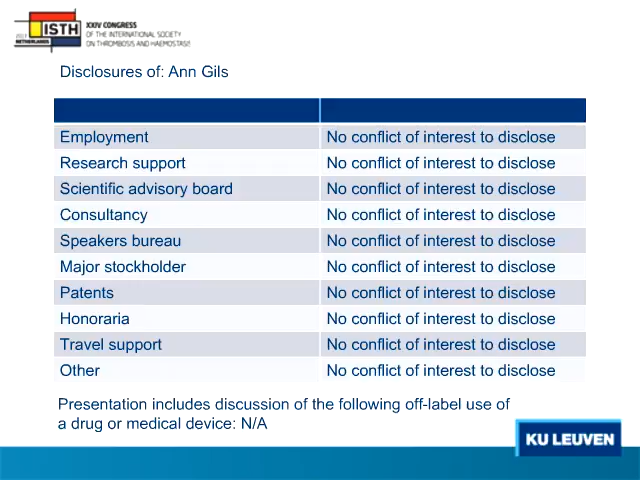 ISTH
XXIV CONGRESS
OF THE INTERNATIONAL SOCIETY
ON THROMBOSIS AND HAEMOSTASIS
NETHERLANDS
Disclosures of: Ann Gils
Employment No conflict of interest to disclose
Research support No conflict of interest to disclose
Scientific advisory board No conflict of interest to disclose
Consultancy No conflict of interest to disclose
Speakers bureau No conflict of interest to disclose
Major stockholder No conflict of interest to disclose
Patents No conflict of interest to disclose
Honoraria No conflict of interest to disclose
Travel support No conflict of interest to disclose
Other No conflict of interest to disclose
Presentation includes discussion of the following off-label use of
a drug or medical device: N/A
KU LEUVEN